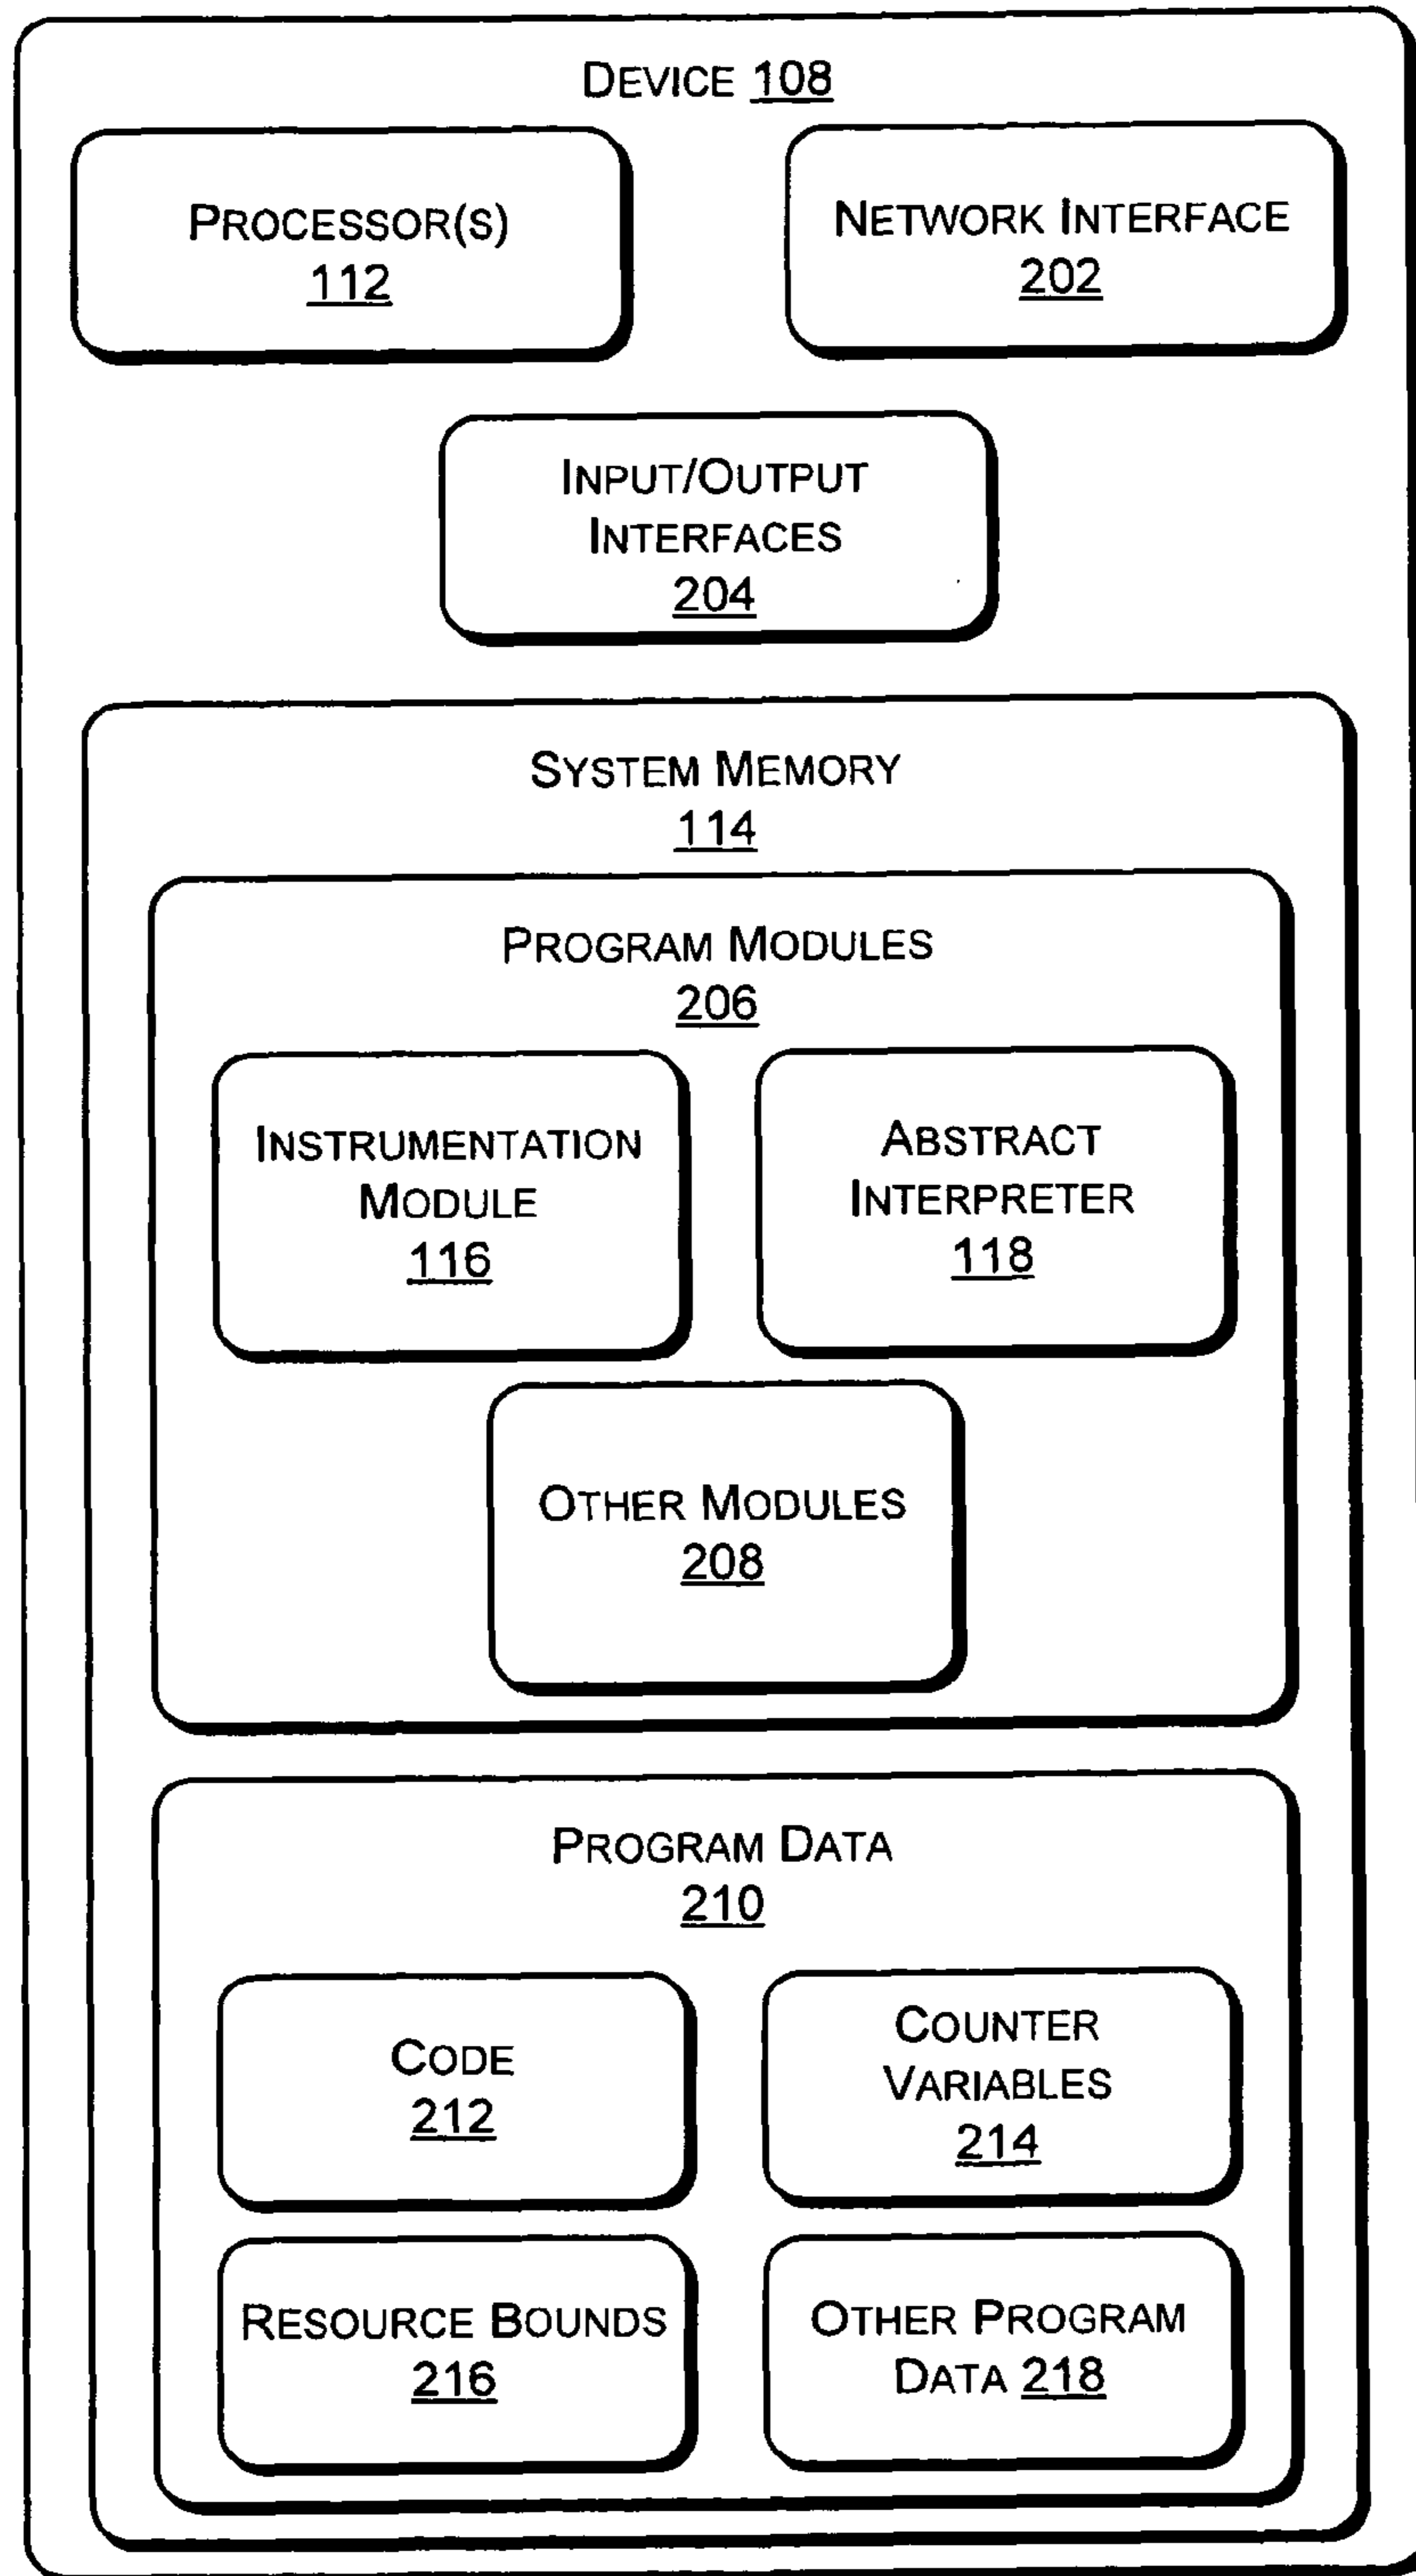 DEVICE 108
PROCESSOR(S)
112
NETWORK INTERFACE
202
INPUT/OUTPUT
INTERFACES
204
SYSTEM MEMORY
114
PROGRAM MODULES
206
INSTRUMENTATION
MODULE
116
ABSTRACT
INTERPRETER
118
OTHER MODULES
208
PROGRAM DATA
210
CODE
212
COUNTER
VARIABLES
214
RESOURCE BOUNDS
216
OTHER PROGRAM
DATA 218